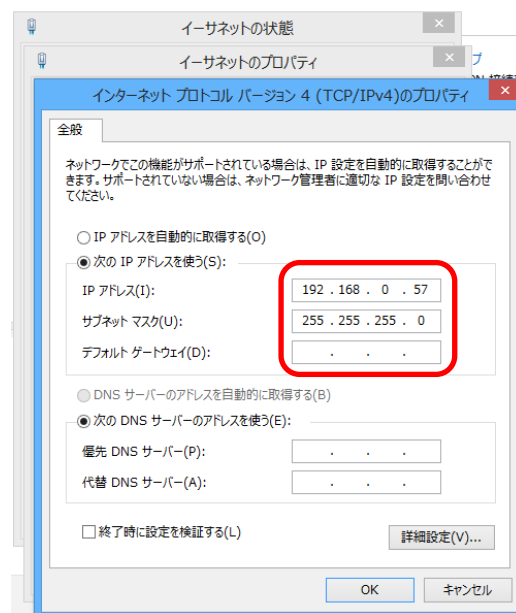 イーサネットの状態
イーサネットのプロパティ
プ
インターネット プロトコル バージョン 4 (TCP/IPv4)のプロパティ
全般
ネットワークでこの機能がサポートされている場合は、IP 設定を自動的に取得することがで
きます。サポートされていない場合は、ネットワーク管理者に適切な IP 設定を問い合わせ
てください。
IP アドレスを自動的に取得する(O)
次の IP アドレスを使う(S):
IP アドレス(I): 192 . 168 . 0 . 57
サブネット マスク(U): 255 . 255 . 255 . 0
デフォルト ゲートウェイ(D): . . .
DNS サーバーのアドレスを自動的に取得する(B)
次の DNS サーバーのアドレスを使う(E):
優先 DNS サーバー(P): . . .
代替 DNS サーバー(A): . . .
終了時に設定を検証する(L)
詳細設定(V)...
OK キャンセル